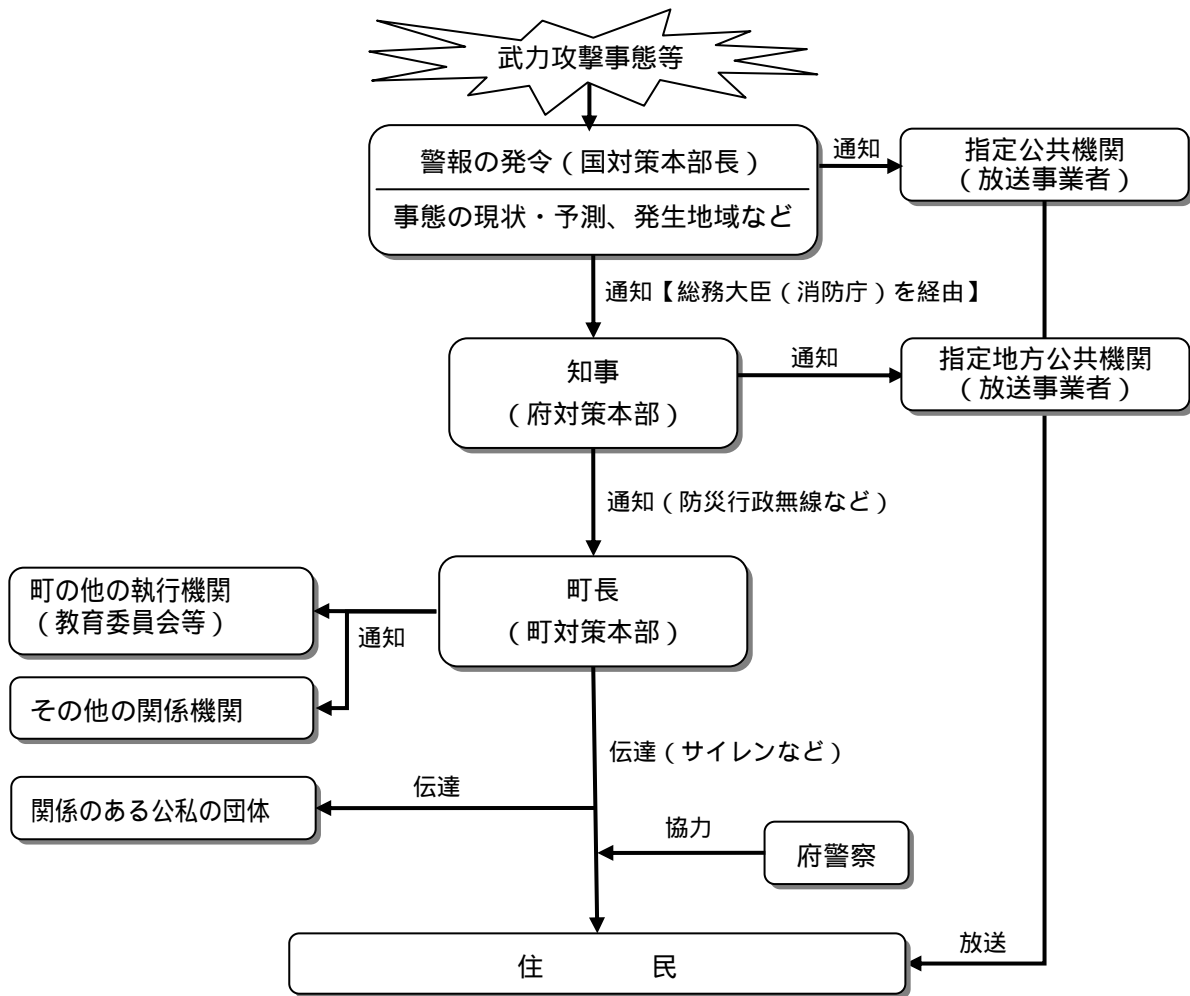 武力攻撃事態等
警報の発令（国対策本部長）
通知
指定公共機関
（放送事業者）
事態の現状・予測、発生地域など
通知【総務大臣（消防庁）を経由】
知事
（府対策本部）
通知
指定地方公共機関
（放送事業者）
通知（防災行政無線など）
町の他の執行機関
（教育委員会等）
通知
町長
（町対策本部）
その他の関係機関
伝達（サイレンなど）
関係のある公私の団体
伝達
協力
府警察
放送
住　　　　民